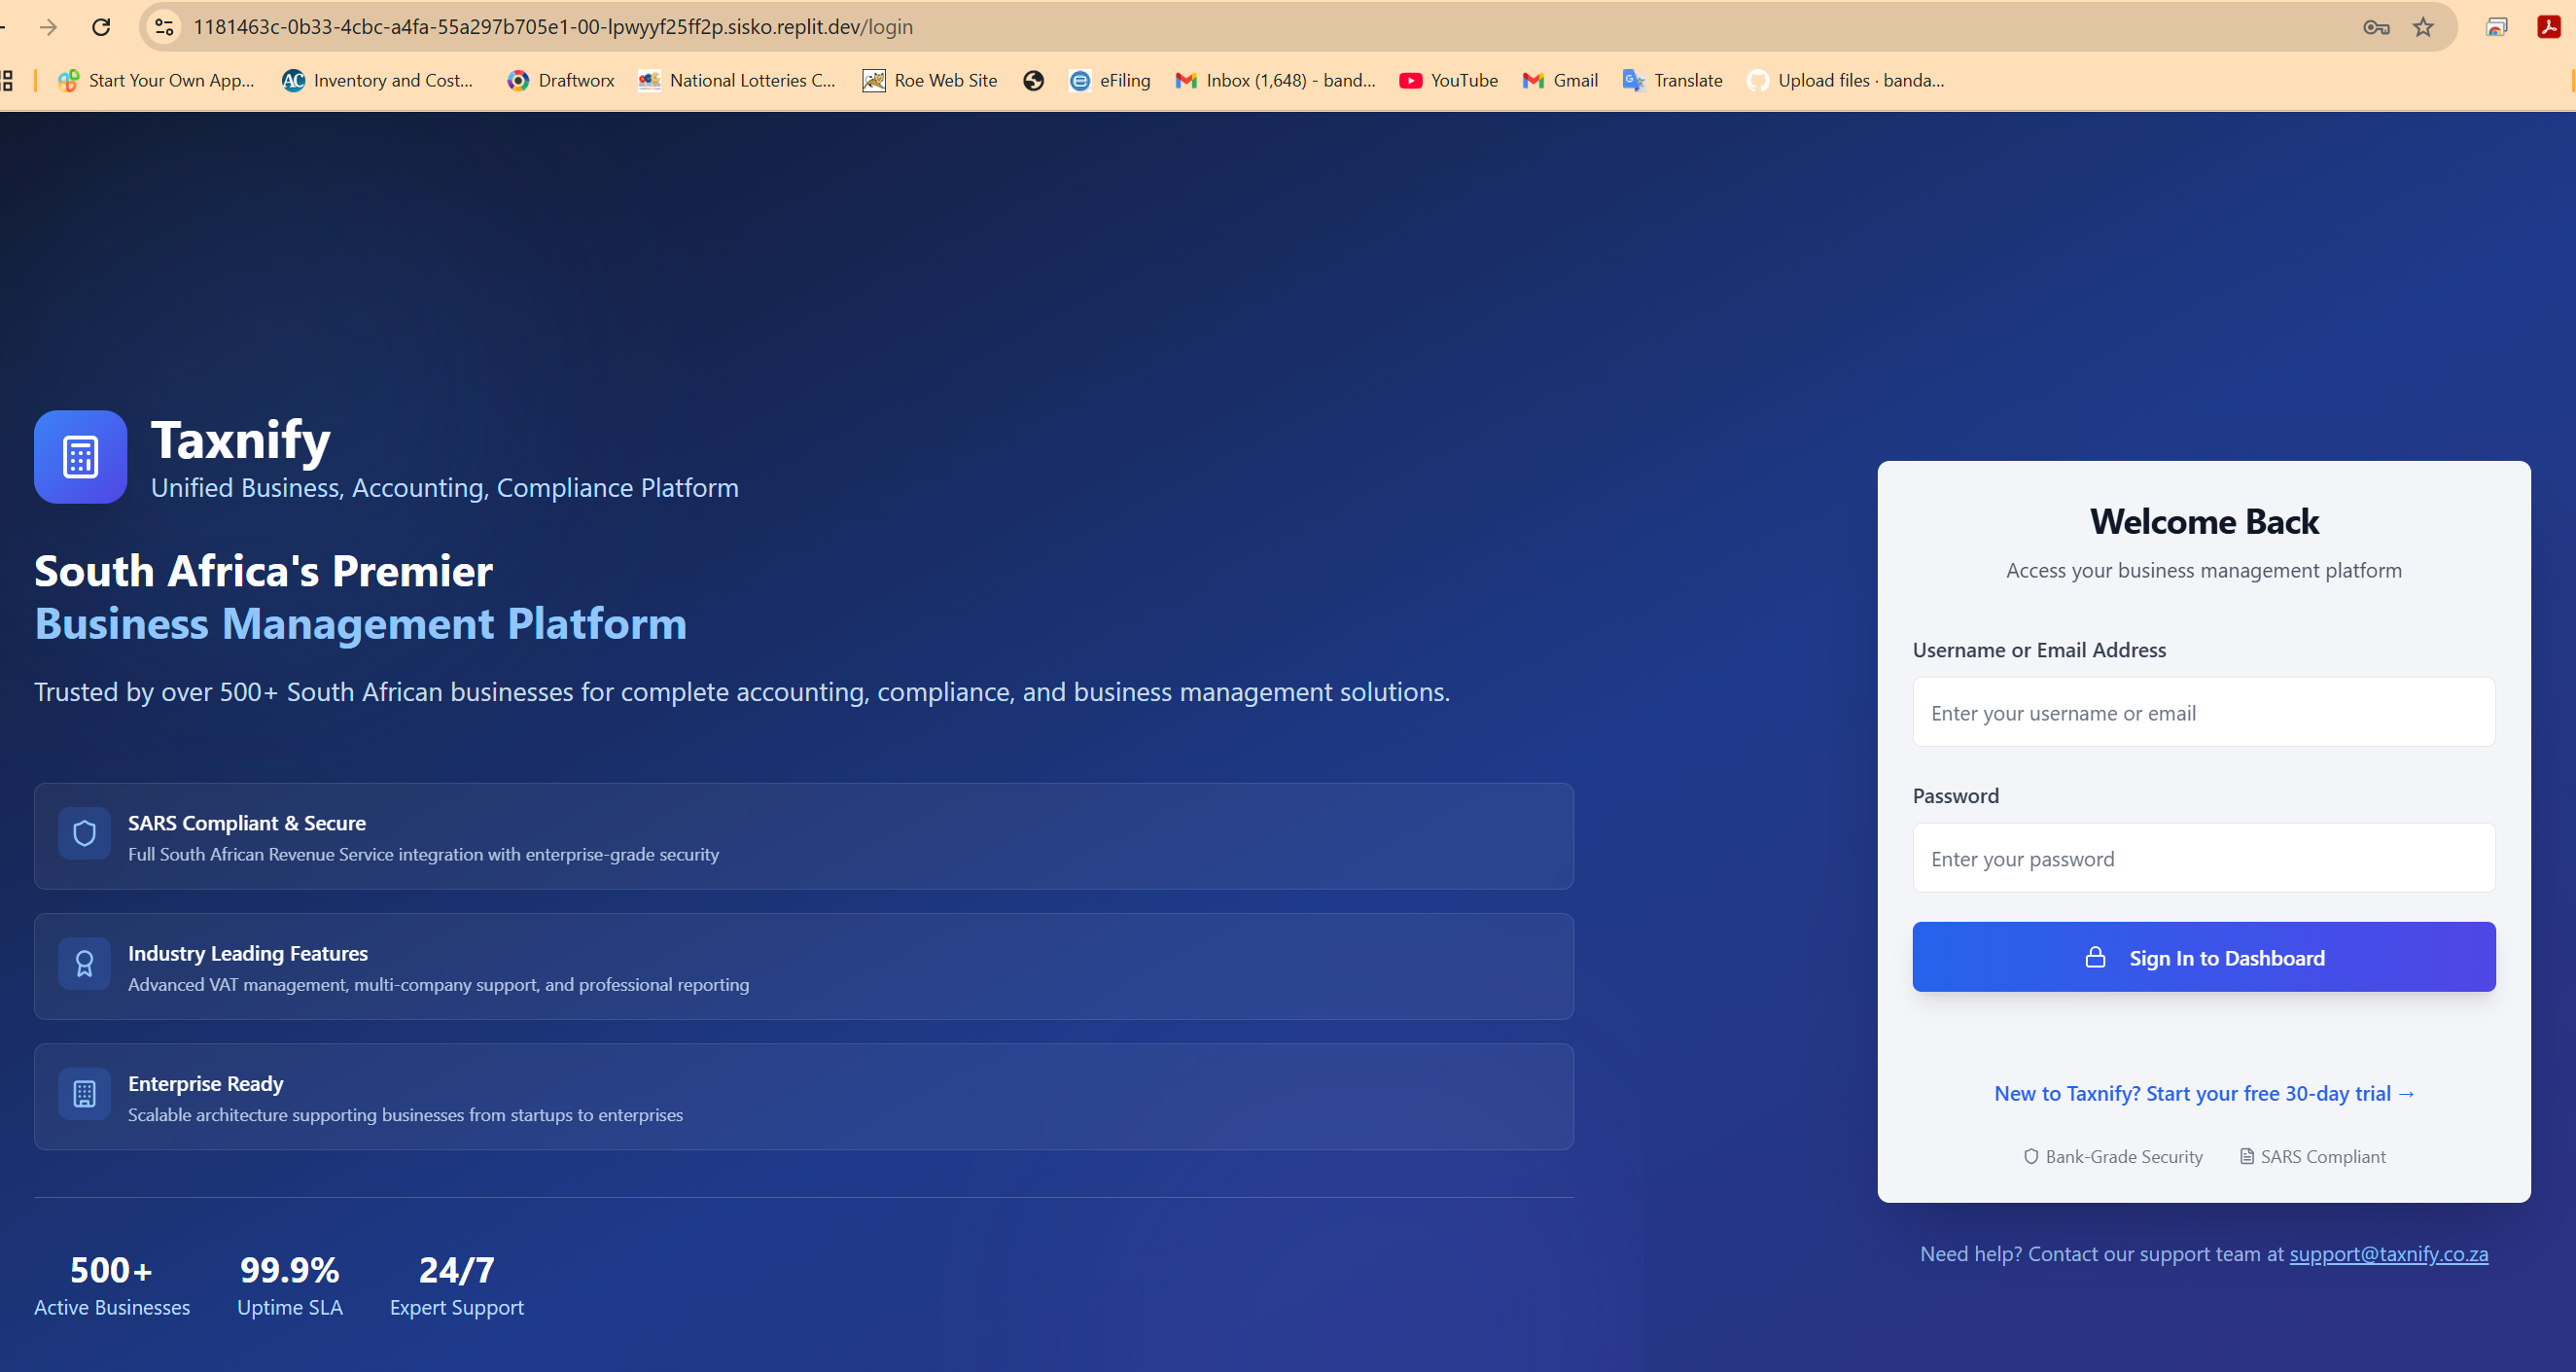 1181463c-0b33-4cbc-a4fa-55a297b705e1-00-lpwyyf25ff2p.sisko.replit.dev/login
Start Your Own App... Inventory and Cost... Draftworx National Lotteries C... Roe Web Site eFiling Inbox (1,648) - band... YouTube Gmail Translate Upload files · banda...
Taxnify
Unified Business, Accounting, Compliance Platform
South Africa's Premier
Business Management Platform
Trusted by over 500+ South African businesses for complete accounting, compliance, and business management solutions.
SARS Compliant & Secure
Full South African Revenue Service integration with enterprise-grade security
Industry Leading Features
Advanced VAT management, multi-company support, and professional reporting
Enterprise Ready
Scalable architecture supporting businesses from startups to enterprises
500+ 99.9% 24/7
Active Businesses Uptime SLA Expert Support
Welcome Back
Access your business management platform
Username or Email Address
Enter your username or email
Password
Enter your password
Sign In to Dashboard
New to Taxnify? Start your free 30-day trial →
Bank-Grade Security SARS Compliant
Need help? Contact our support team at support@taxnify.co.za